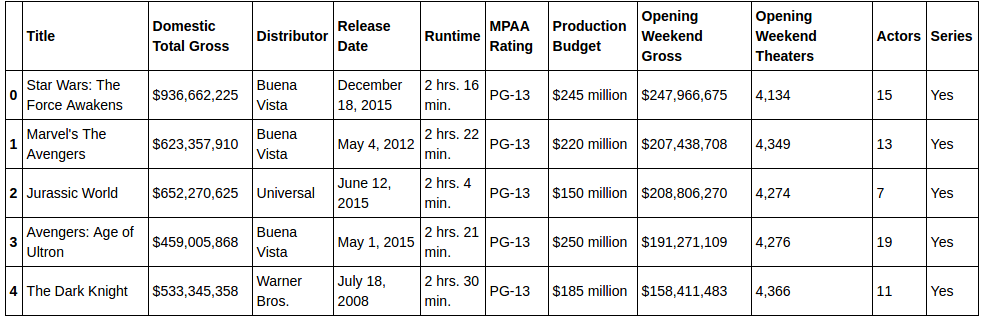 Title Domestic Total Gross Distributor Release Date Runtime MPAA Rating Production Budget Opening Weekend Gross Opening Weekend Theaters Actors Series
0 Star Wars: The Force Awakens $936,662,225 Buena Vista December 18, 2015 2 hrs. 16 min. PG-13 $245 million $247,966,675 4,134 15 Yes
1 Marvel's The Avengers $623,357,910 Buena Vista May 4, 2012 2 hrs. 22 min. PG-13 $220 million $207,438,708 4,349 13 Yes
2 Jurassic World $652,270,625 Universal June 12, 2015 2 hrs. 4 min. PG-13 $150 million $208,806,270 4,274 7 Yes
3 Avengers: Age of Ultron $459,005,868 Buena Vista May 1, 2015 2 hrs. 21 min. PG-13 $250 million $191,271,109 4,276 19 Yes
4 The Dark Knight $533,345,358 Warner Bros. July 18, 2008 2 hrs. 30 min. PG-13 $185 million $158,411,483 4,366 11 Yes